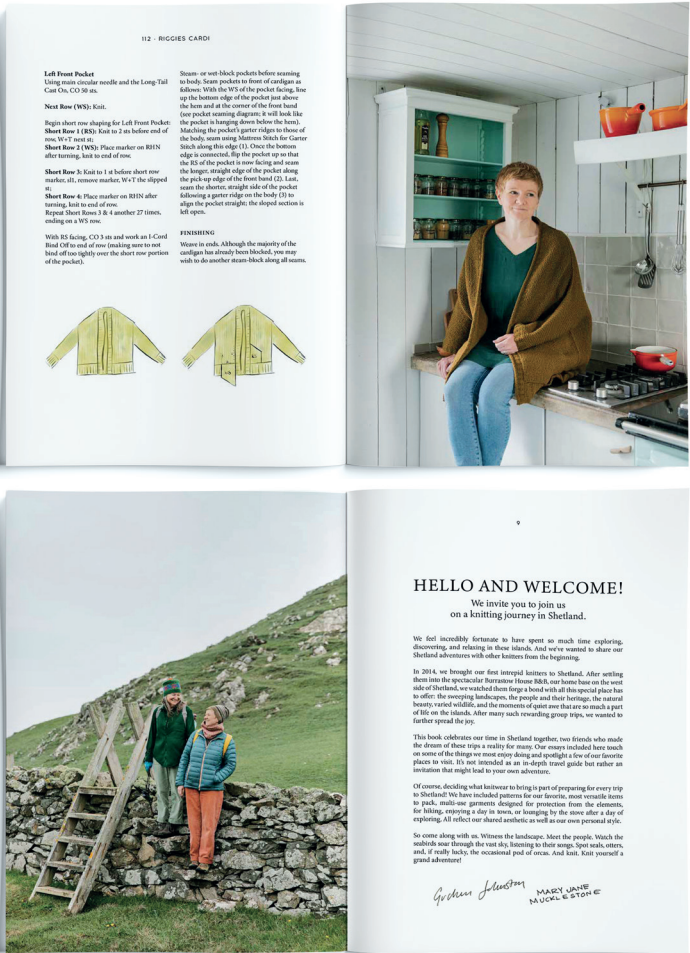 112 - RIGGIES CARDI
Left Front Pocket
Using main circular needle and the Long-Tail
Cast On, CO 50 sts.
Next Row (WS): Knit.
Begin short row shaping for Left Front Pocket:
Short Row 1 (RS): Knit to 2 sts before end of
row, W+T next st;
Short Row 2 (WS): Place marker on RHN
after turning, knit to end of row.
Short Row 3: Knit to 1 st before short row
marker, sl1, remove marker, W+T the slipped
st;
Short Row 4: Place marker on RHN after
turning, knit to end of row.
Repeat Short Rows 3 & 4 another 27 times,
ending on a WS row.
With RS facing, CO 3 sts and work an I-Cord
Bind Off to end of row (making sure to not
bind off too tightly over the short row portion
of the pocket).
Steam- or wet-block pockets before seaming
to body. Seam pockets to front of cardigan as
follows: With the WS of the pocket facing, line
up the bottom edge of the pocket just above
the hem and at the corner of the front band
(see pocket seaming diagram; it will look like
the pocket is hanging down below the hem).
Matching the pocket's garter ridges to those of
the body, seam using Mattress Stitch for Garter
Stitch along this edge (1). Once the bottom
edge is connected, flip the pocket up so that
the RS of the pocket is now facing and seam
the longer, straight edge of the pocket along
the pick-up edge of the front band (2). Last,
seam the shorter, straight side of the pocket
following a garter ridge on the body (3) to
align the pocket straight; the sloped section is
left open.
FINISHING
Weave in ends. Although the majority of the
cardigan has already been blocked, you may
wish to do another steam-block along all seams.
9
HELLO AND WELCOME!
We invite you to join us
on a knitting journey in Shetland.
We feel incredibly fortunate to have spent so much time exploring,
discovering, and relaxing in these islands. And we've wanted to share our
Shetland adventures with other knitters from the beginning.
In 2014, we brought our first intrepid knitters to Shetland. After settling
them into the spectacular Burrastow House B&B, our home base on the west
side of Shetland, we watched them forge a bond with all this special place has
to offer: the sweeping landscapes, the people and their heritage, the natural
beauty, varied wildlife, and the moments of quiet awe that are so much a part
of life on the islands. After many such rewarding group trips, we wanted to
further spread the joy.
This book celebrates our time in Shetland together, two friends who made
the dream of these trips a reality for many. Our essays included here touch
on some of the things we most enjoy doing and spotlight a few of our favorite
places to visit. It's not intended as an in-depth travel guide but rather an
invitation that might lead to your own adventure.
Of course, deciding what knitwear to bring is part of preparing for every trip
to Shetland! We have included patterns for our favorite, most versatile items
to pack, multi-use garments designed for protection from the elements,
for hiking, enjoying a day in town, or lounging by the stove after a day of
exploring. All reflect our shared aesthetic as well as our own personal style.
So come along with us. Witness the landscape. Meet the people. Watch the
seabirds soar through the vast sky, listening to their songs. Spot seals, otters,
and, if really lucky, the occasional pod of orcas. And knit. Knit yourself a
grand adventure!
Gudrun Johnston
MARY JANE
MUCKLESTONE